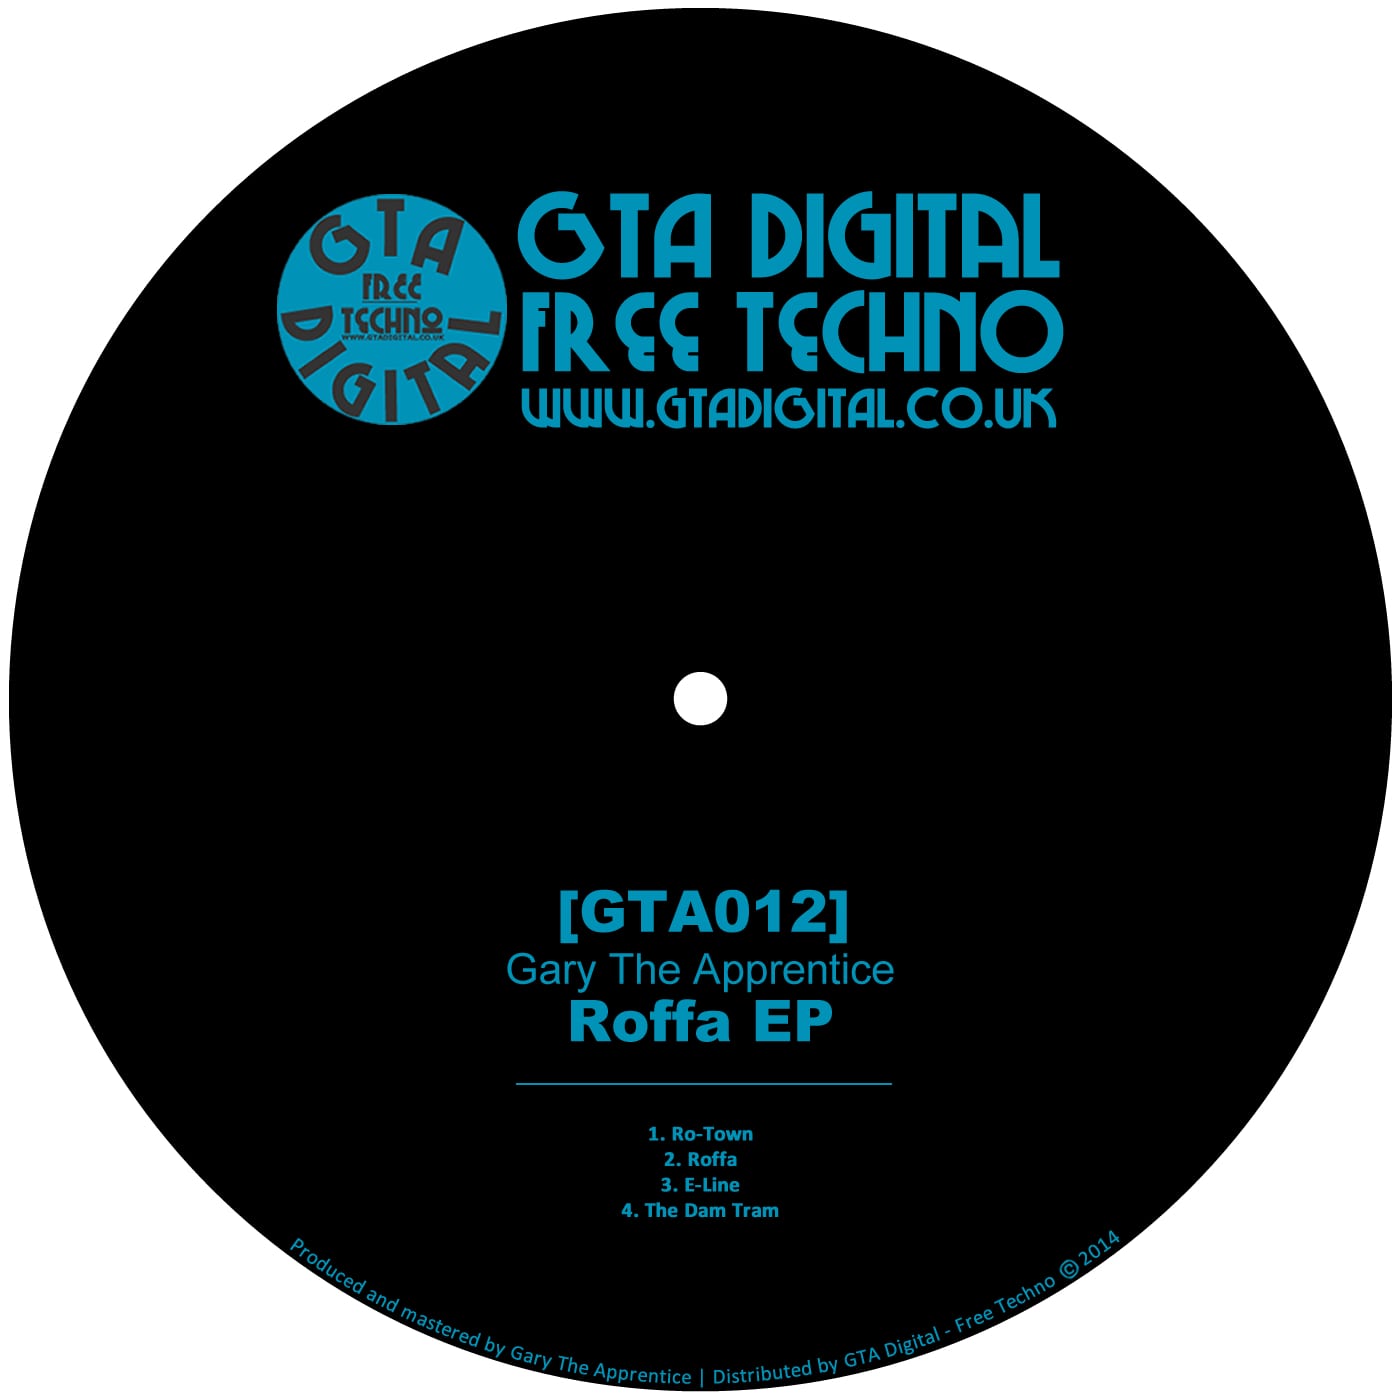 GTA
FREE
TECHNO
WWW.GTADIGITAL.CO.UK
DIGITAL
GTA DIGITAL
FREE TECHNO
WWW.GTADIGITAL.CO.UK
[GTA012]
Gary The Apprentice
Roffa EP
1. Ro-Town
2. Roffa
3. E-Line
4. The Dam Tram
Produced and mastered by Gary The Apprentice | Distributed by GTA Digital - Free Techno © 2014